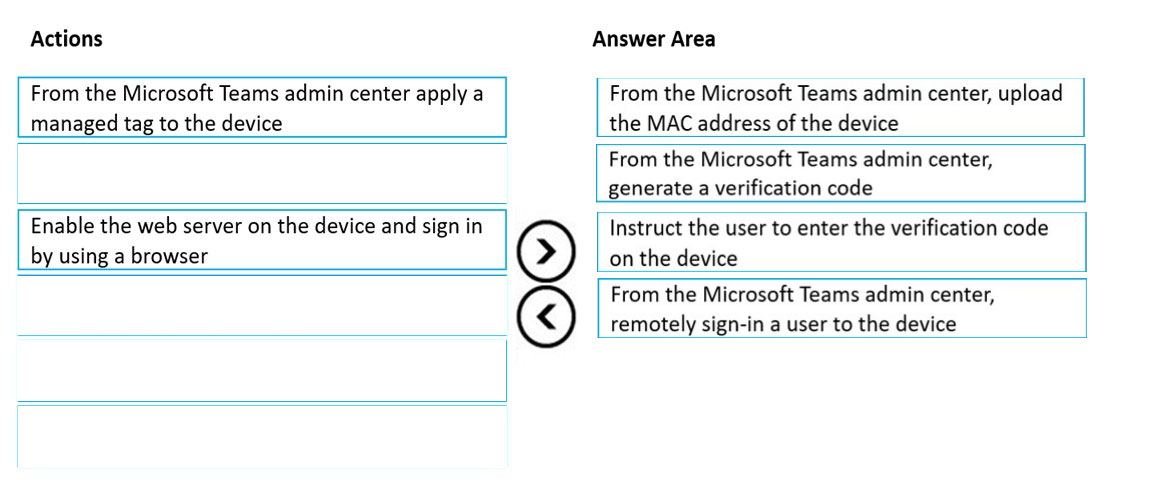 Actions
Answer Area
From the Microsoft Teams admin center apply a
managed tag to the device
From the Microsoft Teams admin center, upload
the MAC address of the device
From the Microsoft Teams admin center,
generate a verification code
Enable the web server on the device and sign in
by using a browser
Instruct the user to enter the verification code
on the device
From the Microsoft Teams admin center,
remotely sign-in a user to the device